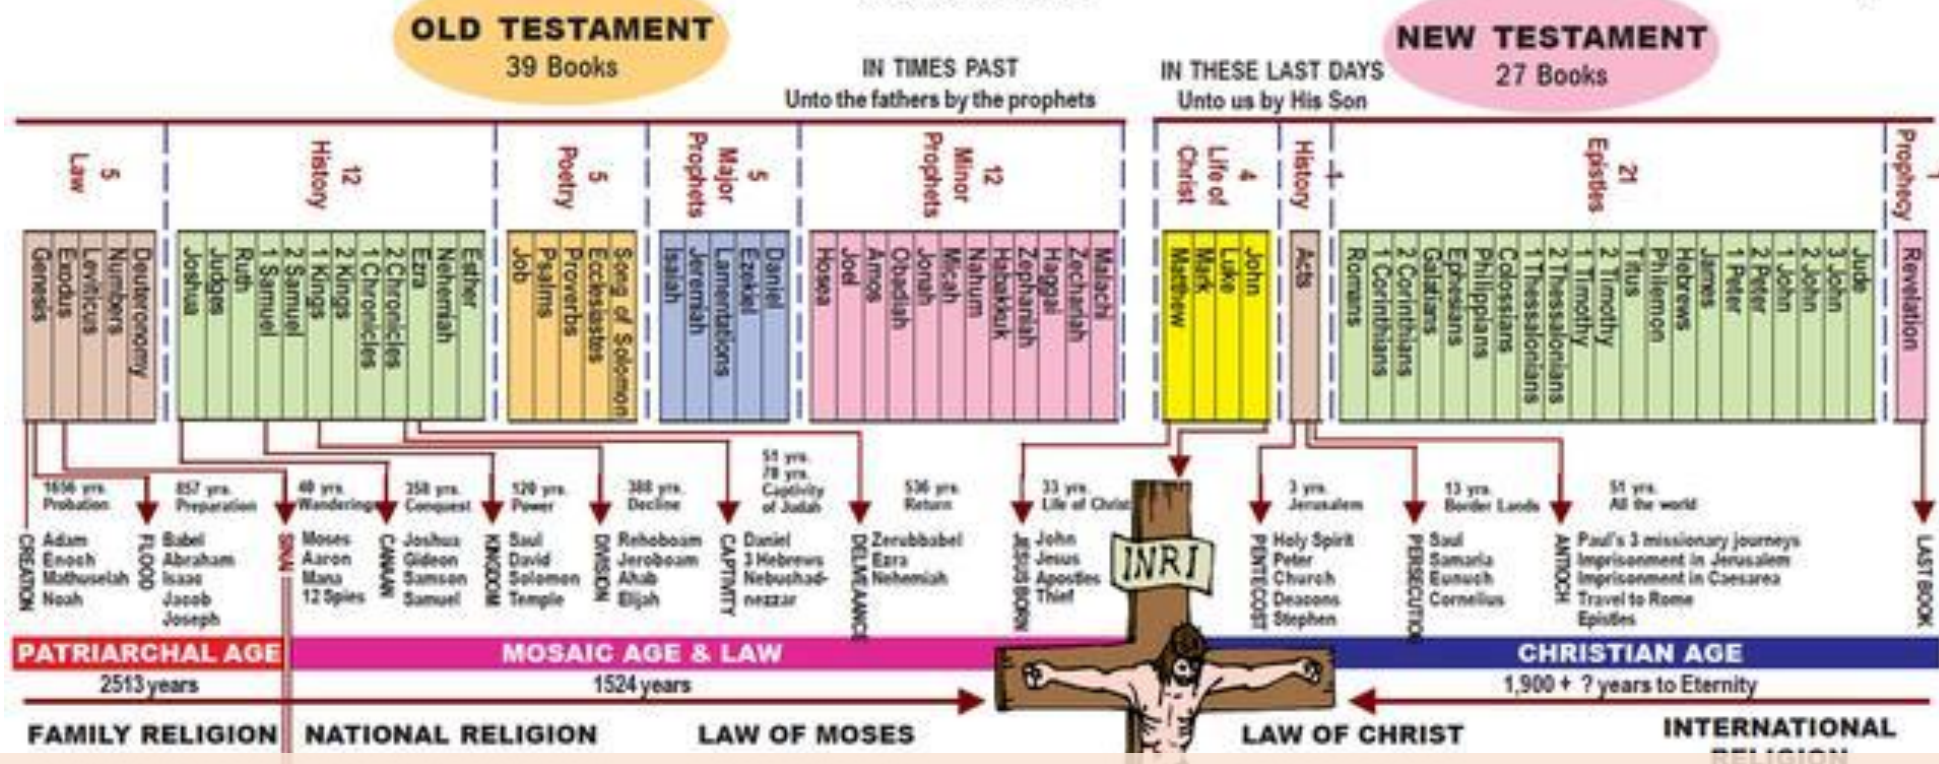 OLD TESTAMENT
39 Books
IN TIMES PAST
Unto the fathers by the prophets
IN THESE LAST DAYS
Unto us by His Son
NEW TESTAMENT
27 Books
5
Law
12
History
5
Poetry
5
Major
Prophets
12
Minor
Prophets
4
Life of
Christ
1
History
21
Epistles
1
Prophecy
Genesis
Exodus
Leviticus
Numbers
Deuteronomy
Joshua
Judges
Ruth
1 Samuel
2 Samuel
1 Kings
2 Kings
1 Chronicles
2 Chronicles
Ezra
Nehemiah
Esther
Job
Psalms
Proverbs
Ecclesiastes
Song of Solomon
Isaiah
Jeremiah
Lamentations
Ezekiel
Daniel
Hosea
Joel
Amos
Obadiah
Jonah
Micah
Nahum
Habakkuk
Zephaniah
Haggai
Zechariah
Malachi
Matthew
Mark
Luke
John
Acts
Romans
1 Corinthians
2 Corinthians
Galatians
Ephesians
Philippians
Colossians
1 Thessalonians
2 Thessalonians
1 Timothy
2 Timothy
Titus
Philemon
Hebrews
James
1 Peter
2 Peter
1 John
2 John
3 John
Jude
Revelation
CREATION
1656 yrs.
Probation
Adam
Enoch
Mathuselah
Noah
FLOOD
857 yrs.
Preparation
Babel
Abraham
Isaac
Jacob
Joseph
SINAI
40 yrs.
Wandering
Moses
Aaron
Mana
12 Spies
CANAAN
350 yrs.
Conquest
Joshua
Gideon
Samson
Samuel
KINGDOM
120 yrs.
Power
Saul
David
Solomon
Temple
DIVISION
388 yrs.
Decline
Rehoboam
Jeroboam
Ahab
Elijah
CAPTIVITY
51 yrs.
70 yrs.
Captivity
of Judah
Daniel
3 Hebrews
Nebuchad-
nezzar
536 yrs.
Return
Zerubbabel
Ezra
Nehemiah
JESUS BORN
33 yrs.
Life of Christ
John
Jesus
Apostles
Thief
INRI
PENTECOST
3 yrs.
Jerusalem
Holy Spirit
Peter
Church
Deacons
Stephen
PERSECUTION
13 yrs.
Border Lands
Saul
Samaria
Eunuch
Cornelius
ANTIOCH
51 yrs.
All the world
Paul's 3 missionary journeys
Imprisonment in Jerusalem
Imprisonment in Caesarea
Travel to Rome
Epistles
LAST BOOK
PATRIARCHAL AGE
MOSAIC AGE & LAW
CHRISTIAN AGE
2513 years
1524 years
1,900 + ? years to Eternity
FAMILY RELIGION
NATIONAL RELIGION
LAW OF MOSES
LAW OF CHRIST
INTERNATIONAL
RELIGION